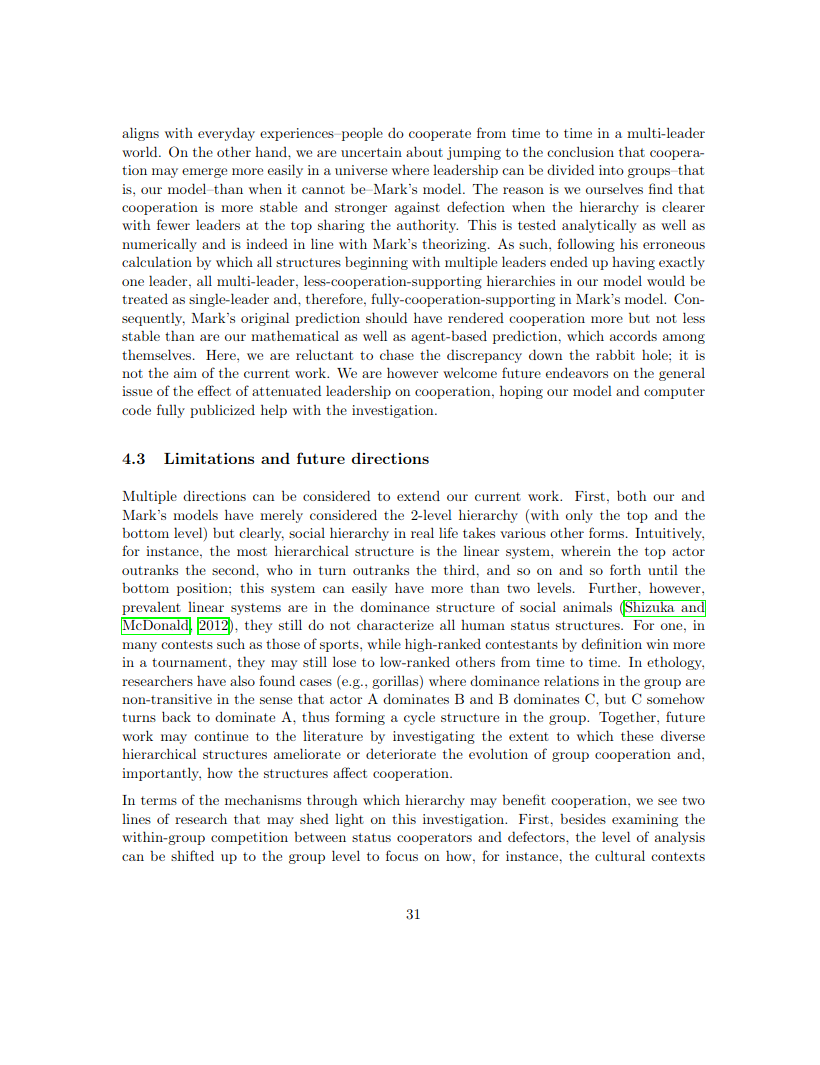 aligns with everyday experiences–people do cooperate from time to time in a multi-leader
world. On the other hand, we are uncertain about jumping to the conclusion that coopera-
tion may emerge more easily in a universe where leadership can be divided into groups–that
is, our model–than when it cannot be–Mark's model. The reason is we ourselves find that
cooperation is more stable and stronger against defection when the hierarchy is clearer
with fewer leaders at the top sharing the authority. This is tested analytically as well as
numerically and is indeed in line with Mark's theorizing. As such, following his erroneous
calculation by which all structures beginning with multiple leaders ended up having exactly
one leader, all multi-leader, less-cooperation-supporting hierarchies in our model would be
treated as single-leader and, therefore, fully-cooperation-supporting in Mark's model. Con-
sequently, Mark's original prediction should have rendered cooperation more but not less
stable than are our mathematical as well as agent-based prediction, which accords among
themselves. Here, we are reluctant to chase the discrepancy down the rabbit hole; it is
not the aim of the current work. We are however welcome future endeavors on the general
issue of the effect of attenuated leadership on cooperation, hoping our model and computer
code fully publicized help with the investigation.
4.3 Limitations and future directions
Multiple directions can be considered to extend our current work. First, both our and
Mark's models have merely considered the 2-level hierarchy (with only the top and the
bottom level) but clearly, social hierarchy in real life takes various other forms. Intuitively,
for instance, the most hierarchical structure is the linear system, wherein the top actor
outranks the second, who in turn outranks the third, and so on and so forth until the
bottom position; this system can easily have more than two levels. Further, however,
prevalent linear systems are in the dominance structure of social animals (Shizuka and
McDonald, 2012), they still do not characterize all human status structures. For one, in
many contests such as those of sports, while high-ranked contestants by definition win more
in a tournament, they may still lose to low-ranked others from time to time. In ethology,
researchers have also found cases (e.g., gorillas) where dominance relations in the group are
non-transitive in the sense that actor A dominates B and B dominates C, but C somehow
turns back to dominate A, thus forming a cycle structure in the group. Together, future
work may continue to the literature by investigating the extent to which these diverse
hierarchical structures ameliorate or deteriorate the evolution of group cooperation and,
importantly, how the structures affect cooperation.
In terms of the mechanisms through which hierarchy may benefit cooperation, we see two
lines of research that may shed light on this investigation. First, besides examining the
within-group competition between status cooperators and defectors, the level of analysis
can be shifted up to the group level to focus on how, for instance, the cultural contexts
31